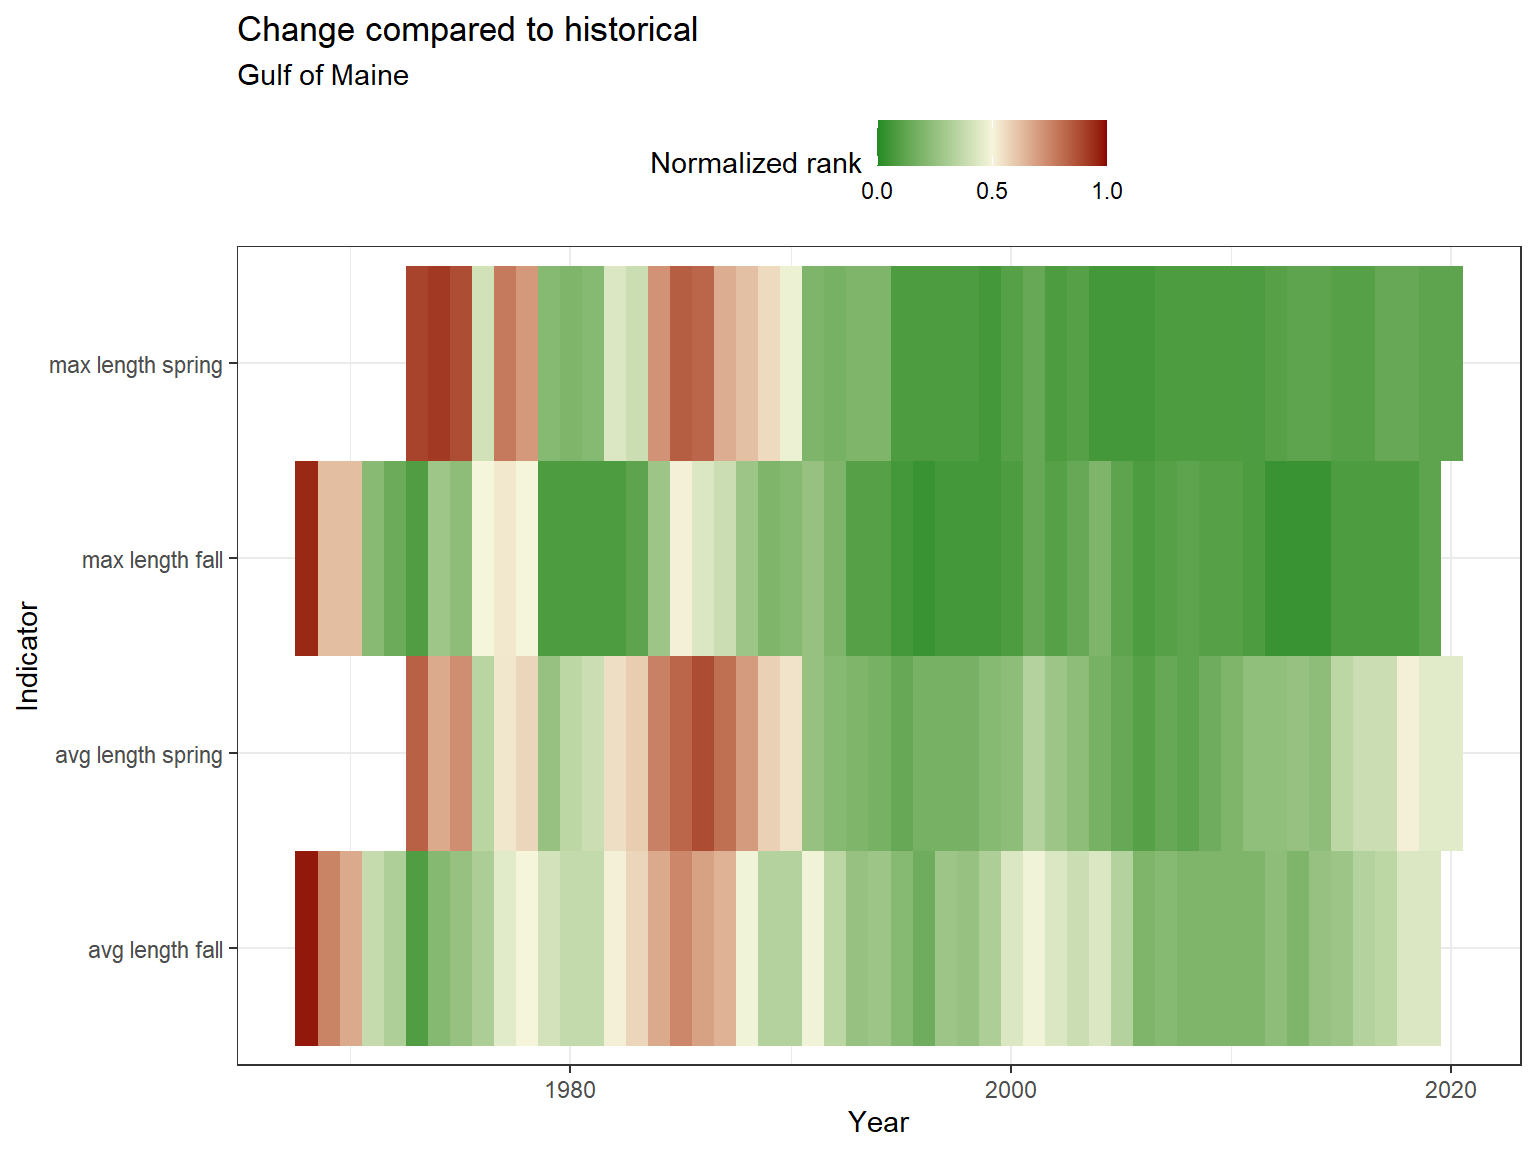 Change compared to historical
Gulf of Maine
Normalized rank
0.0 0.5 1.0
max length spring
max length fall
avg length spring
avg length fall
Indicator
1980 2000 2020
Year